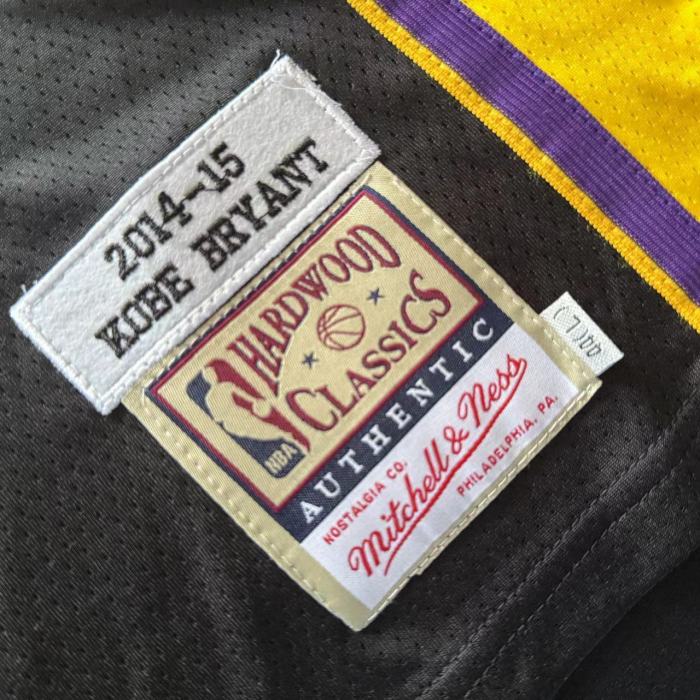 2014-15
KOBE BRYANT
HARDWOOD
CLASSICS
NBA
AUTHENTIC
NOSTALGIA CO.
Mitchell & Ness
PHILADELPHIA, PA.